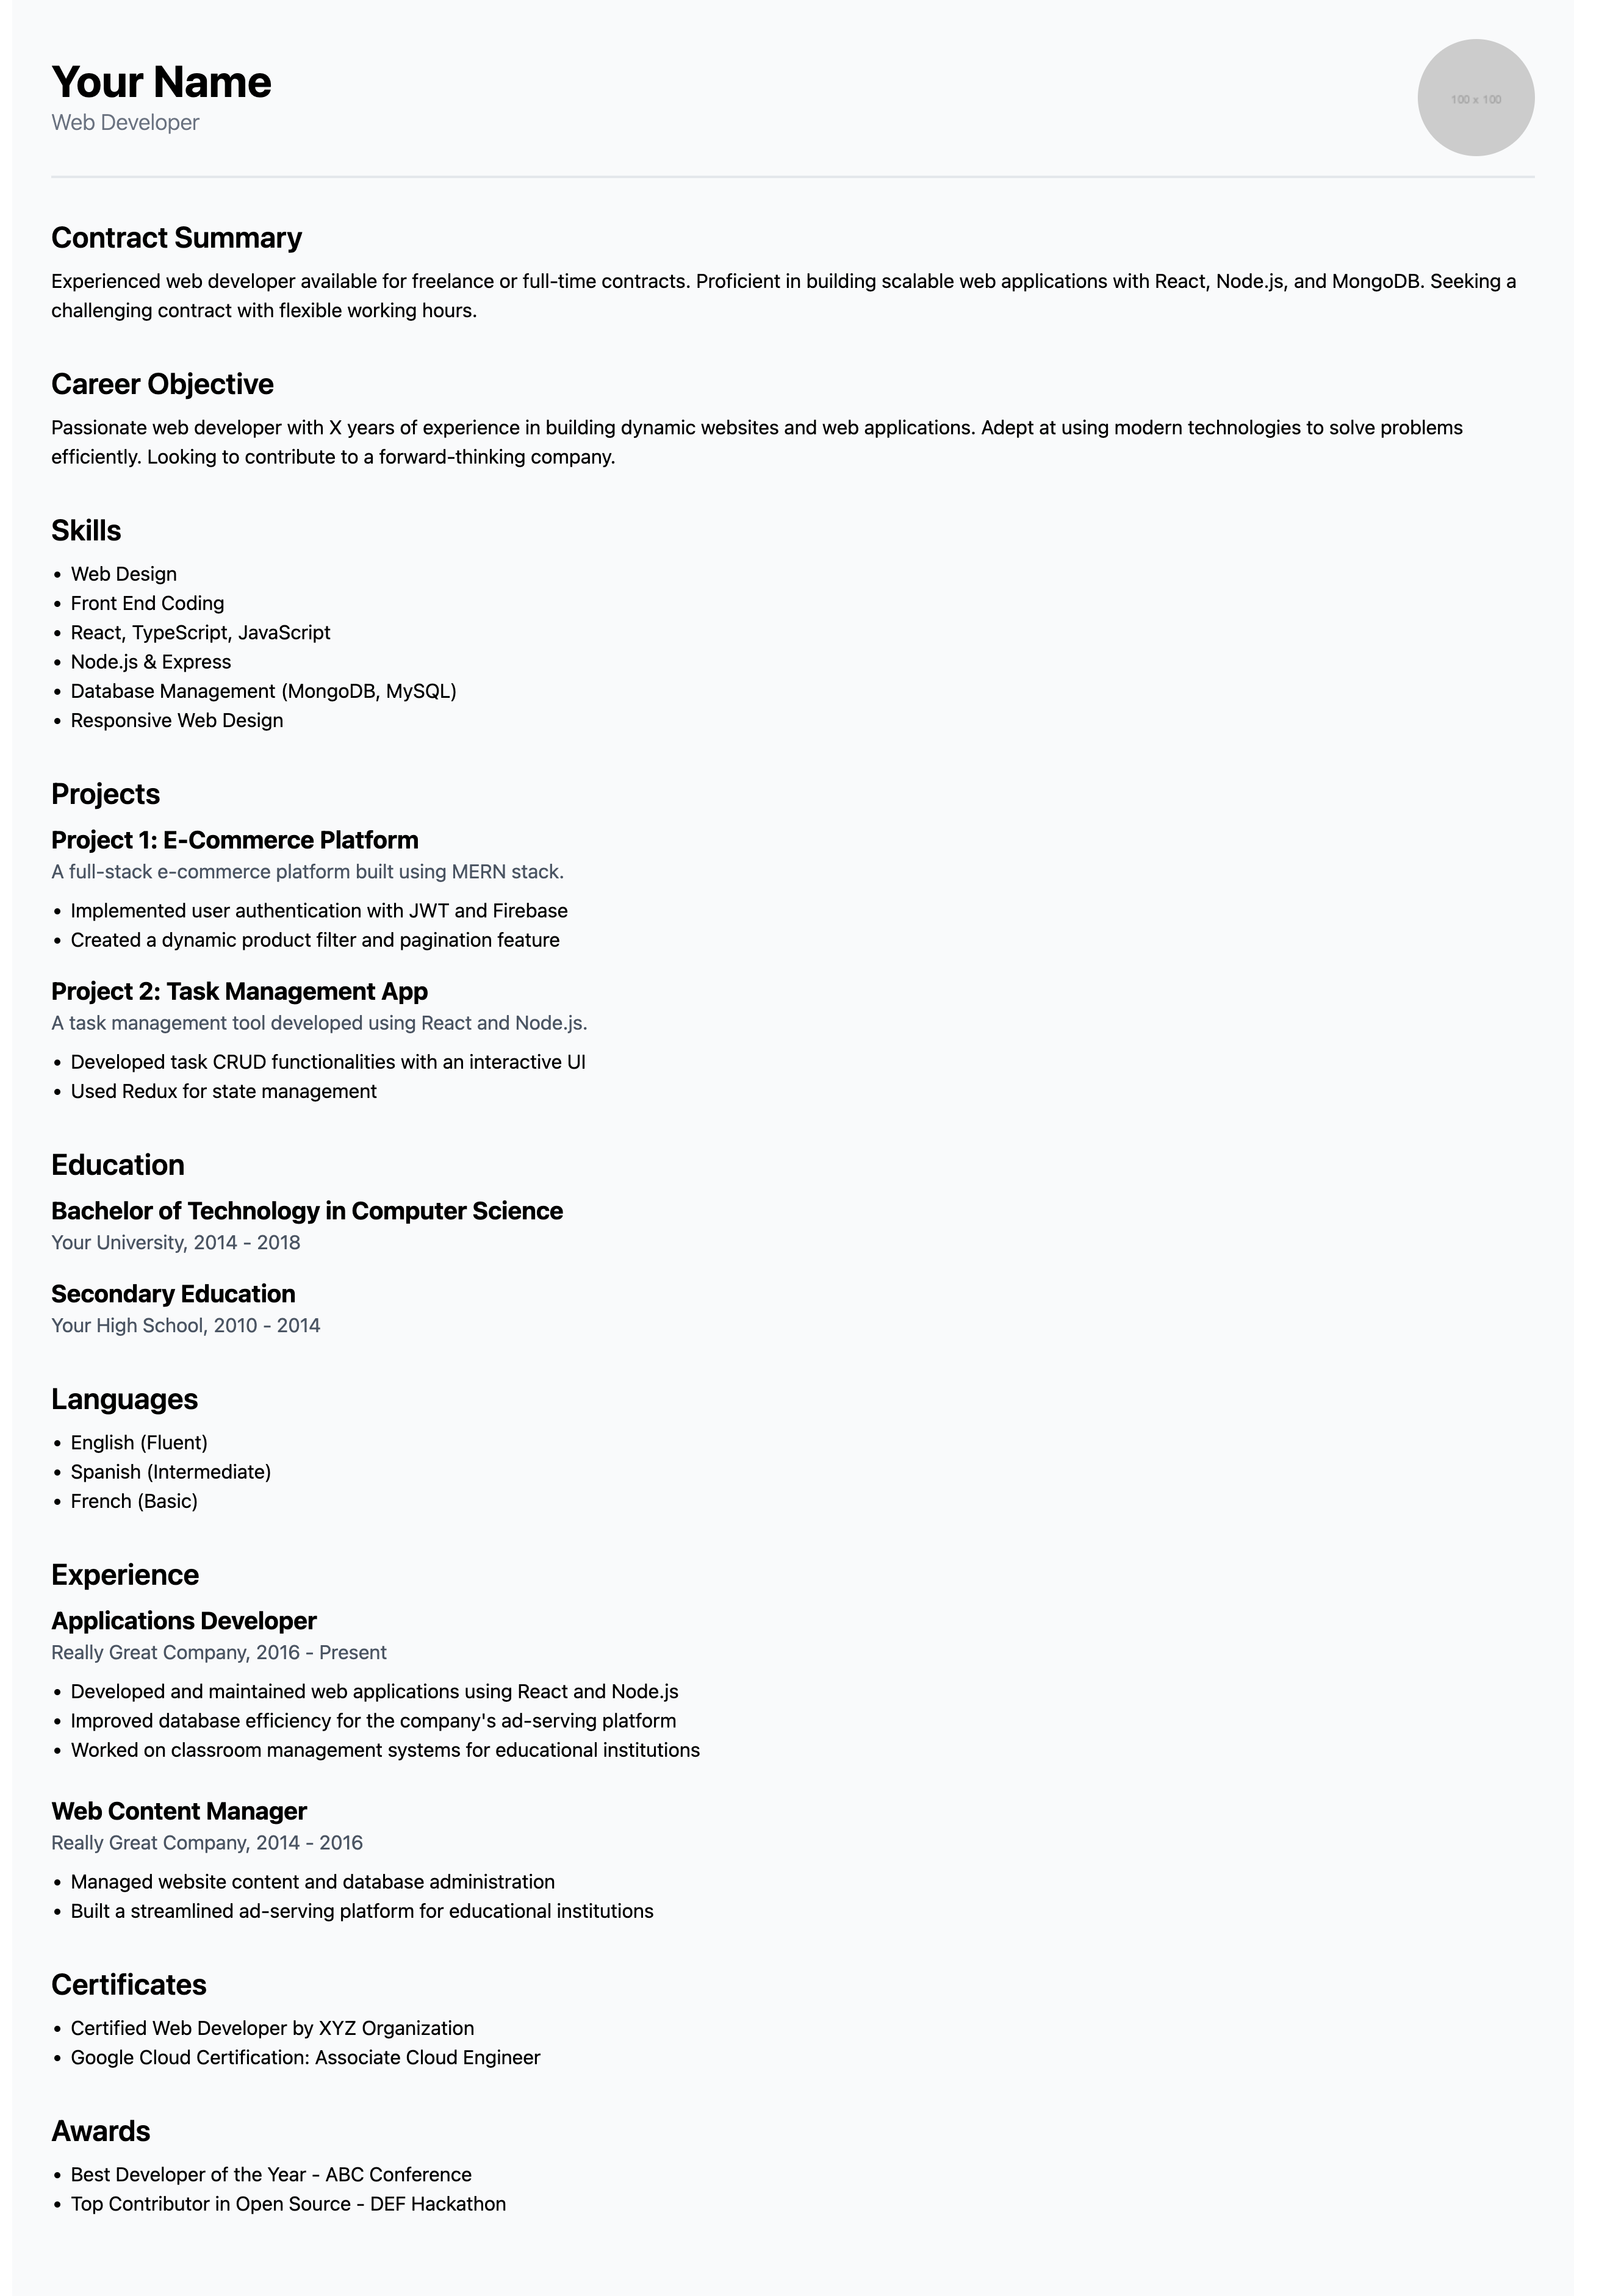 Your Name
Web Developer
100 x 100
Contract Summary
Experienced web developer available for freelance or full-time contracts. Proficient in building scalable web applications with React, Node.js, and MongoDB. Seeking a
challenging contract with flexible working hours.
Career Objective
Passionate web developer with X years of experience in building dynamic websites and web applications. Adept at using modern technologies to solve problems
efficiently. Looking to contribute to a forward-thinking company.
Skills
• Web Design
• Front End Coding
• React, TypeScript, JavaScript
• Node.js & Express
• Database Management (MongoDB, MySQL)
• Responsive Web Design
Projects
Project 1: E-Commerce Platform
A full-stack e-commerce platform built using MERN stack.
• Implemented user authentication with JWT and Firebase
• Created a dynamic product filter and pagination feature
Project 2: Task Management App
A task management tool developed using React and Node.js.
• Developed task CRUD functionalities with an interactive UI
• Used Redux for state management
Education
Bachelor of Technology in Computer Science
Your University, 2014 - 2018
Secondary Education
Your High School, 2010 - 2014
Languages
• English (Fluent)
• Spanish (Intermediate)
• French (Basic)
Experience
Applications Developer
Really Great Company, 2016 - Present
• Developed and maintained web applications using React and Node.js
• Improved database efficiency for the company's ad-serving platform
• Worked on classroom management systems for educational institutions
Web Content Manager
Really Great Company, 2014 - 2016
• Managed website content and database administration
• Built a streamlined ad-serving platform for educational institutions
Certificates
• Certified Web Developer by XYZ Organization
• Google Cloud Certification: Associate Cloud Engineer
Awards
• Best Developer of the Year - ABC Conference
• Top Contributor in Open Source - DEF Hackathon